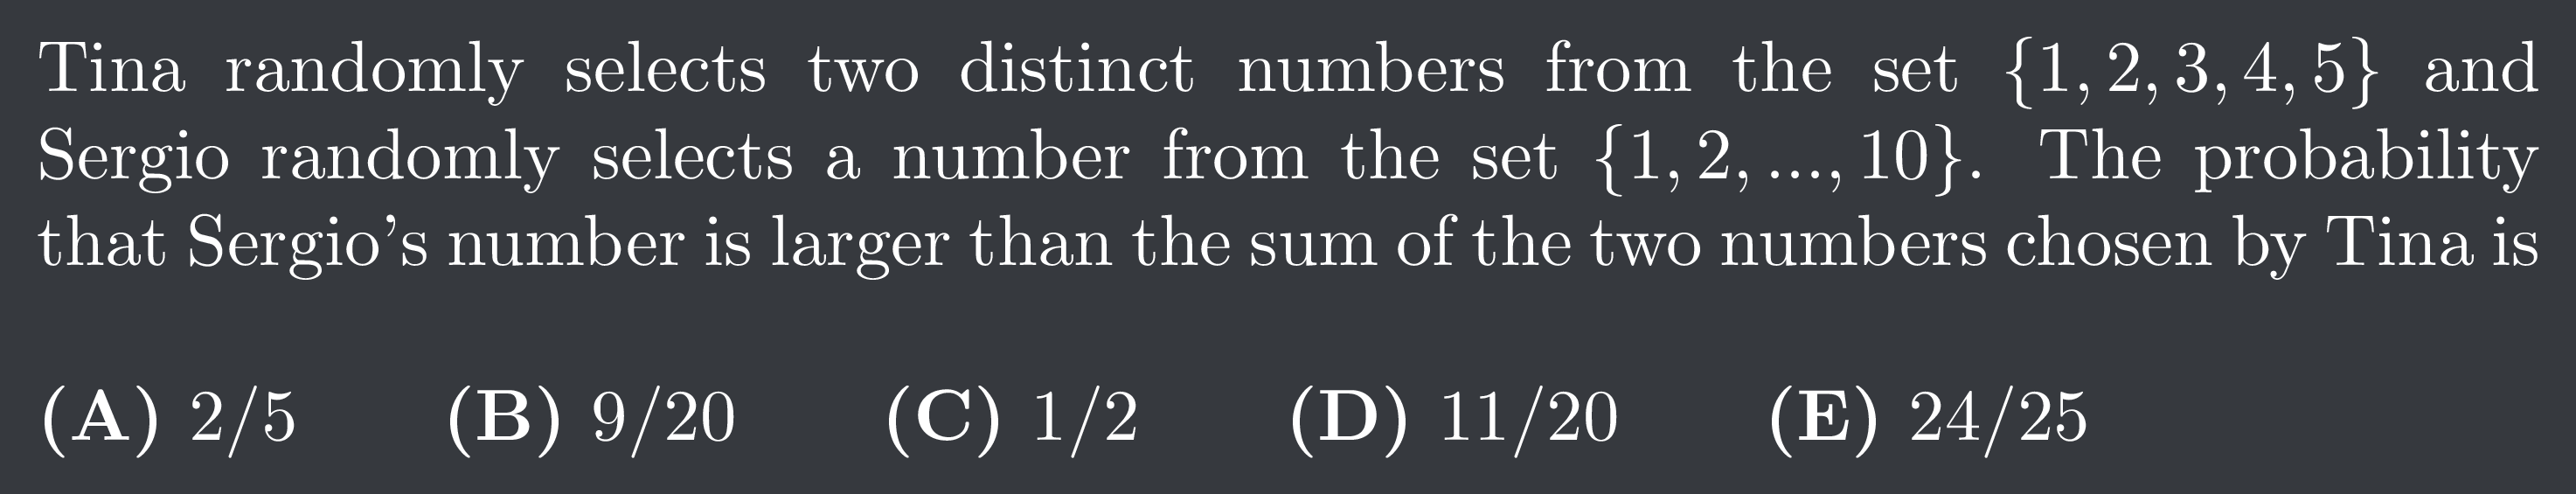 Tina randomly selects two distinct numbers from the set {1, 2, 3, 4, 5} and
Sergio randomly selects a number from the set {1, 2, ..., 10}. The probability
that Sergio's number is larger than the sum of the two numbers chosen by Tina is
(A) 2/5 (B) 9/20 (C) 1/2 (D) 11/20 (E) 24/25